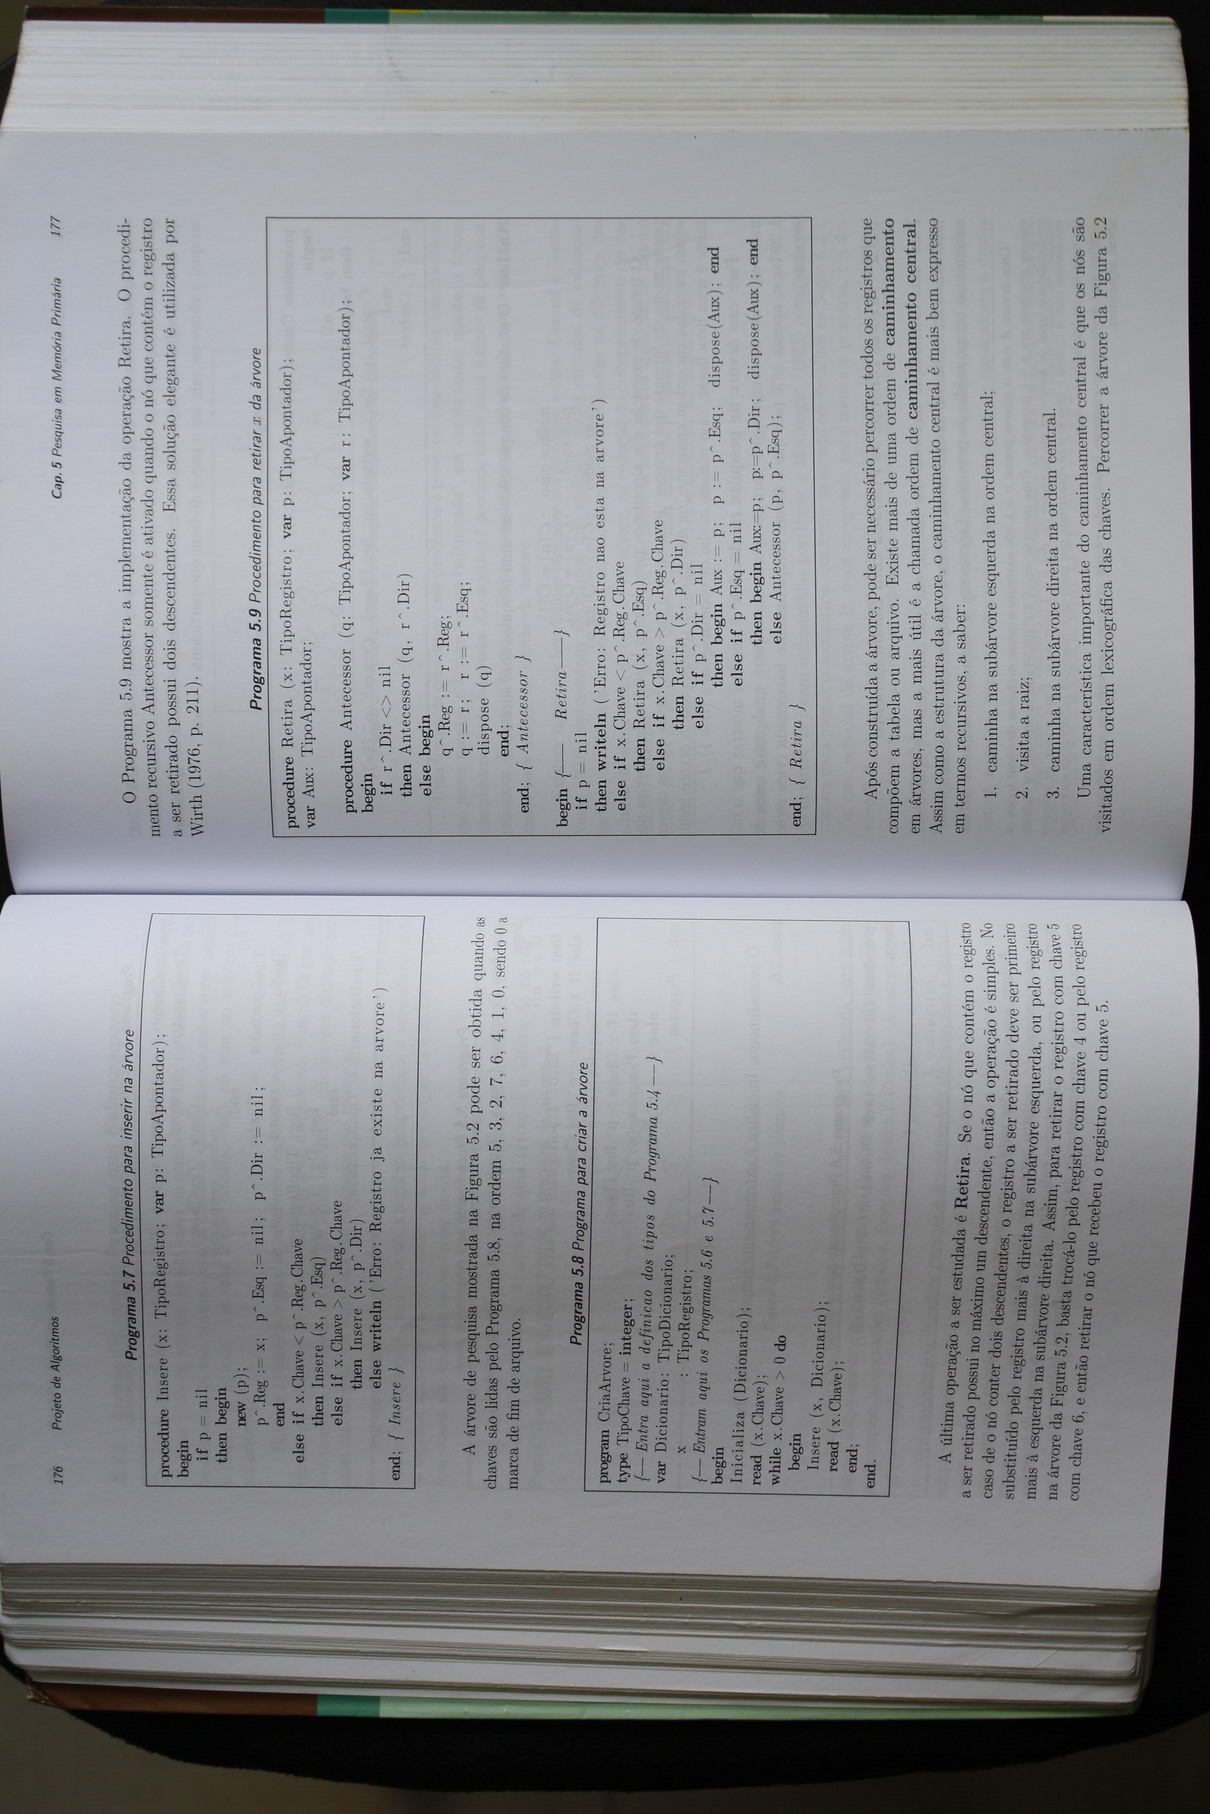 176 Projeto de Algoritmos
Programa 5.7 Procedimento para inserir na árvore
procedure Insere (x: TipoRegistro; var p: TipoApontador);
begin
if p = nil
then begin
new (p);
p^.Reg := x; p^.Esq := nil; p^.Dir := nil;
end
else if x.Chave < p^.Reg.Chave
then Insere (x, p^.Esq)
else if x.Chave > p^.Reg.Chave
then Insere (x, p^.Dir)
else writeln ('Erro: Registro ja existe na arvore')
end; { Insere }
A árvore de pesquisa mostrada na Figura 5.2 pode ser obtida quando as
chaves são lidas pelo Programa 5.8, na ordem 5, 3, 2, 7, 6, 4, 1, 0, sendo 0 a
marca de fim de arquivo.
Programa 5.8 Programa para criar a árvore
program CriaArvore;
type TipoChave = integer;
{-- Entra aqui a definicao dos tipos do Programa 5.4 --}
var Dicionario: TipoDicionario;
x : TipoRegistro;
{-- Entram aqui os Programas 5.6 e 5.7--}
begin
Inicializa (Dicionario);
read (x.Chave);
while x.Chave > 0 do
begin
Insere (x, Dicionario);
read (x.Chave);
end;
end.
A última operação a ser estudada é Retira. Se o nó que contém o registro
a ser retirado possui no máximo um descendente, então a operação é simples. No
caso de o nó conter dois descendentes, o registro a ser retirado deve ser primeiro
substituído pelo registro mais à direita na subárvore esquerda, ou pelo registro
mais à esquerda na subárvore direita. Assim, para retirar o registro com chave 5
na árvore da Figura 5.2, basta trocá-lo pelo registro com chave 4 ou pelo registro
com chave 6, e então retirar o nó que recebeu o registro com chave 5.
Cap. 5 Pesquisa em Memória Primária 177
O Programa 5.9 mostra a implementação da operação Retira. O procedi-
mento recursivo Antecessor somente é ativado quando o nó que contém o registro
a ser retirado possui dois descendentes. Essa solução elegante é utilizada por
Wirth (1976, p. 211).
Programa 5.9 Procedimento para retirar x da árvore
procedure Retira (x: TipoRegistro; var p: TipoApontador);
var Aux: TipoApontador;
procedure Antecessor (q: TipoApontador; var r: TipoApontador);
begin
if r^.Dir <> nil
then Antecessor (q, r^.Dir)
else begin
q^.Reg := r^.Reg;
q := r; r := r^.Esq;
dispose (q)
end;
end; { Antecessor }
begin {-- Retira --}
if p = nil
then writeln ('Erro: Registro nao esta na arvore')
else if x.Chave < p^.Reg.Chave
then Retira (x, p^.Esq)
else if x.Chave > p^.Reg.Chave
then Retira (x, p^.Dir)
else if p^.Dir = nil
then begin Aux := p; p := p^.Esq; dispose(Aux); end
else if p^.Esq = nil
then begin Aux:=p; p:=p^.Dir; dispose(Aux); end
else Antecessor (p, p^.Esq);
end; { Retira }
Após construída a árvore, pode ser necessário percorrer todos os registros que
compõem a tabela ou arquivo. Existe mais de uma ordem de caminhamento
em árvores, mas a mais útil é a chamada ordem de caminhamento central.
Assim como a estrutura da árvore, o caminhamento central é mais bem expresso
em termos recursivos, a saber:
1. caminha na subárvore esquerda na ordem central;
2. visita a raiz;
3. caminha na subárvore direita na ordem central.
Uma característica importante do caminhamento central é que os nós são
visitados em ordem lexicográfica das chaves. Percorrer a árvore da Figura 5.2